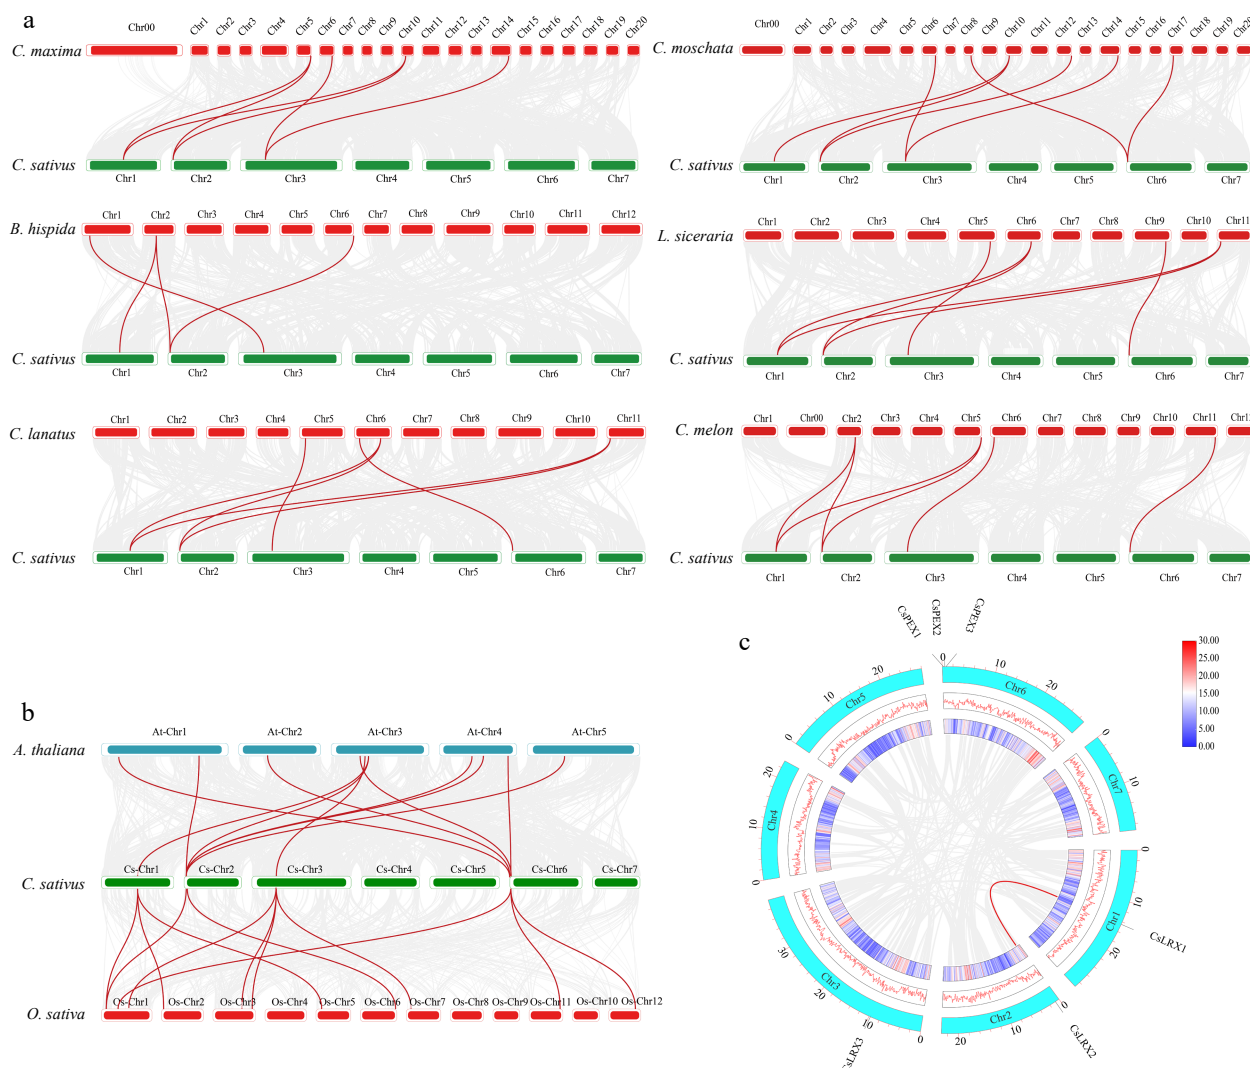 a
Chr00 Chr1 Chr2 Chr3 Chr4 Chr5 Chr6 Chr7 Chr8 Chr9 Chr10 Chr11 Chr12 Chr13 Chr14 Chr15 Chr16 Chr17 Chr18 Chr19 Chr20
C. maxima
C. sativus
Chr1 Chr2 Chr3 Chr4 Chr5 Chr6 Chr7
Chr00 Chr1 Chr2 Chr3 Chr4 Chr5 Chr6 Chr7 Chr8 Chr9 Chr10 Chr11 Chr12 Chr13 Chr14 Chr15 Chr16 Chr17 Chr18 Chr19
C. moschata
C. sativus
Chr1 Chr2 Chr3 Chr4 Chr5 Chr6 Chr7
Chr1 Chr2 Chr3 Chr4 Chr5 Chr6 Chr7 Chr8 Chr9 Chr10 Chr11 Chr12
B. hispida
C. sativus
Chr1 Chr2 Chr3 Chr4 Chr5 Chr6 Chr7
Chr1 Chr2 Chr3 Chr4 Chr5 Chr6 Chr7 Chr8 Chr9 Chr10 Chr11
L. siceraria
C. sativus
Chr1 Chr2 Chr3 Chr4 Chr5 Chr6 Chr7
Chr1 Chr2 Chr3 Chr4 Chr5 Chr6 Chr7 Chr8 Chr9 Chr10 Chr11
C. lanatus
C. sativus
Chr1 Chr2 Chr3 Chr4 Chr5 Chr6 Chr7
Chr1 Chr00 Chr2 Chr3 Chr4 Chr5 Chr6 Chr7 Chr8 Chr9 Chr10 Chr11
C. melon
C. sativus
Chr1 Chr2 Chr3 Chr4 Chr5 Chr6 Chr7
b
At-Chr1 At-Chr2 At-Chr3 At-Chr4 At-Chr5
A. thaliana
Cs-Chr1 Cs-Chr2 Cs-Chr3 Cs-Chr4 Cs-Chr5 Cs-Chr6 Cs-Chr7
C. sativus
Os-Chr1 Os-Chr2 Os-Chr3 Os-Chr4 Os-Chr5 Os-Chr6 Os-Chr7 Os-Chr8 Os-Chr9 Os-Chr11 Os-Chr10 Os-Chr12
O. sativa
c
CsPEX1 CsPEX2 CsPEX3
0 10 20
Chr6
0 10
Chr7
0 10 20
Chr1
CsLRX1
0 10 20
Chr2
CsLRX2
0 10 20 30
Chr3
CsLRX3
0 10 20
Chr4
0 10 20
Chr5
30.00
25.00
20.00
15.00
10.00
5.00
0.00